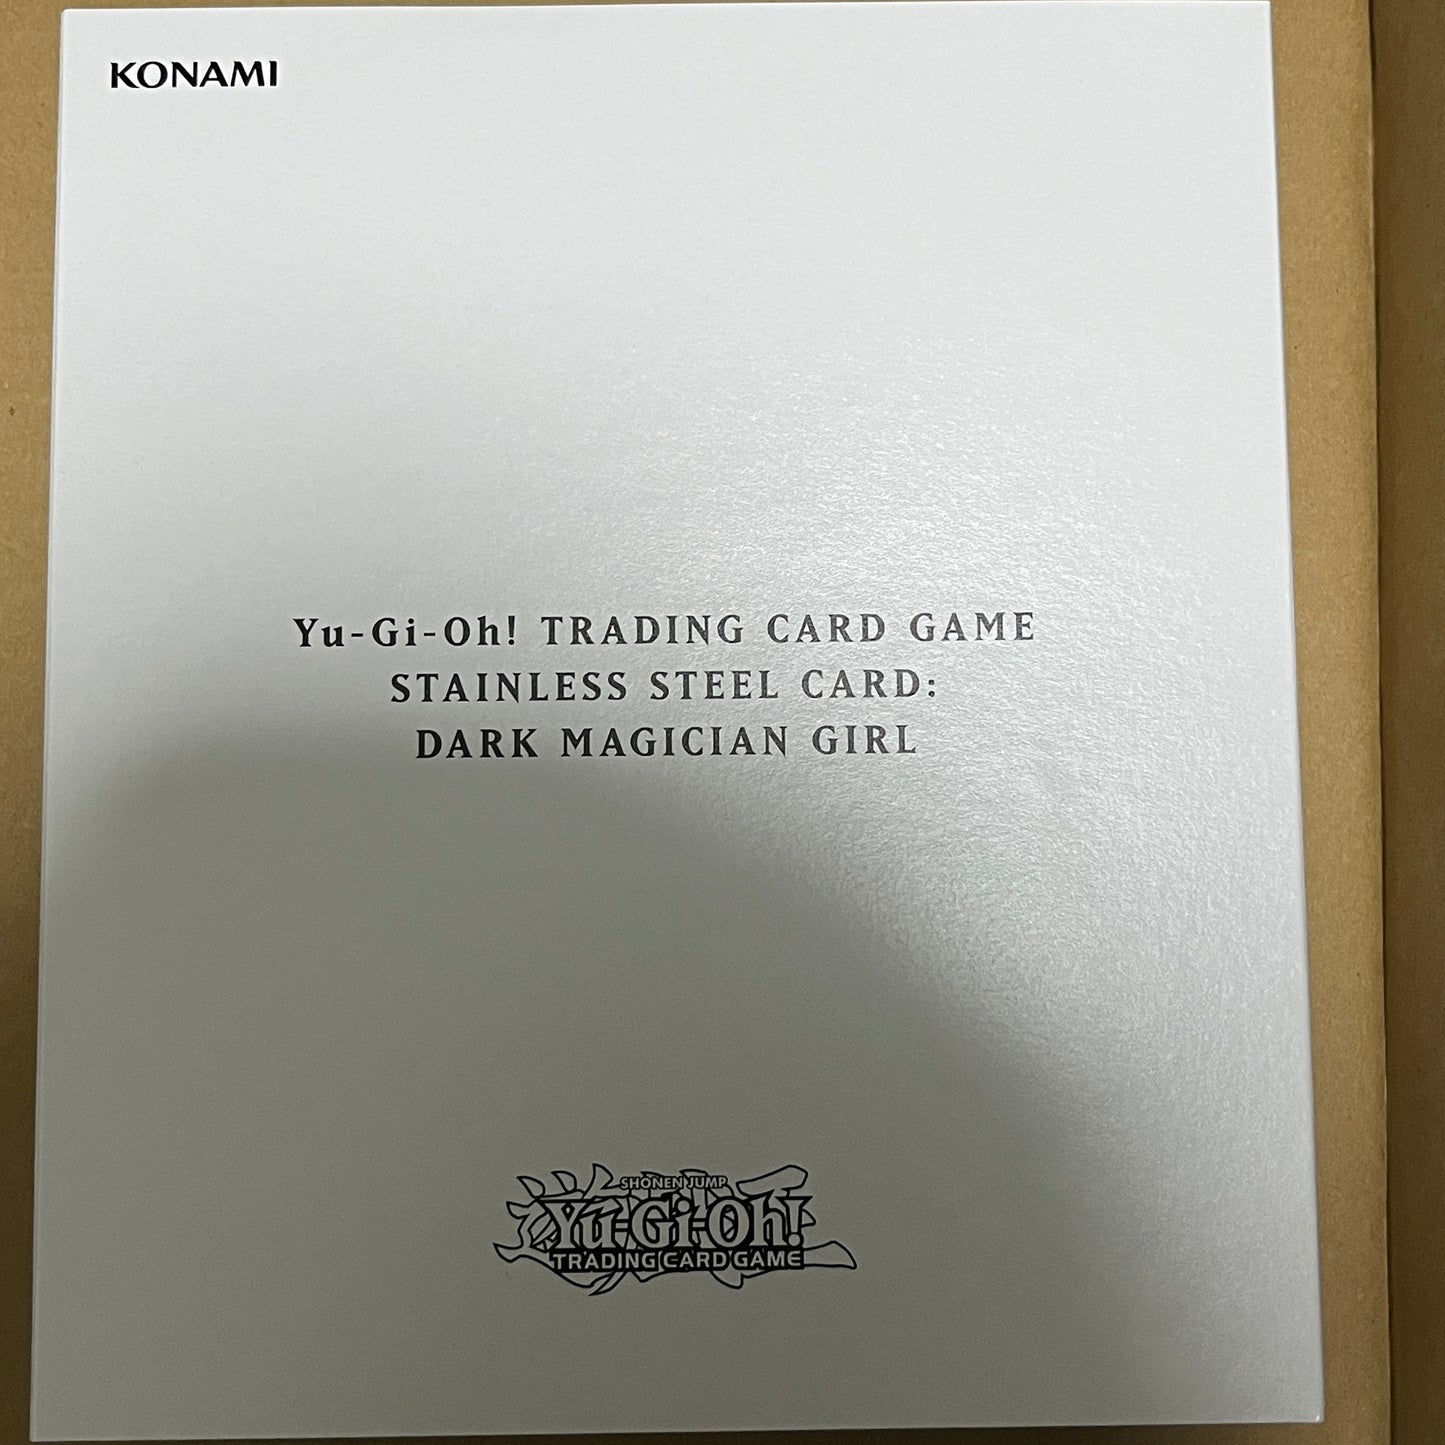 KONAMI
Yu-Gi-Oh! TRADING CARD GAME
STAINLESS STEEL CARD:
DARK MAGICIAN GIRL
SHONEN JUMP
Yu-Gi-Oh!
TRADING CARD GAME